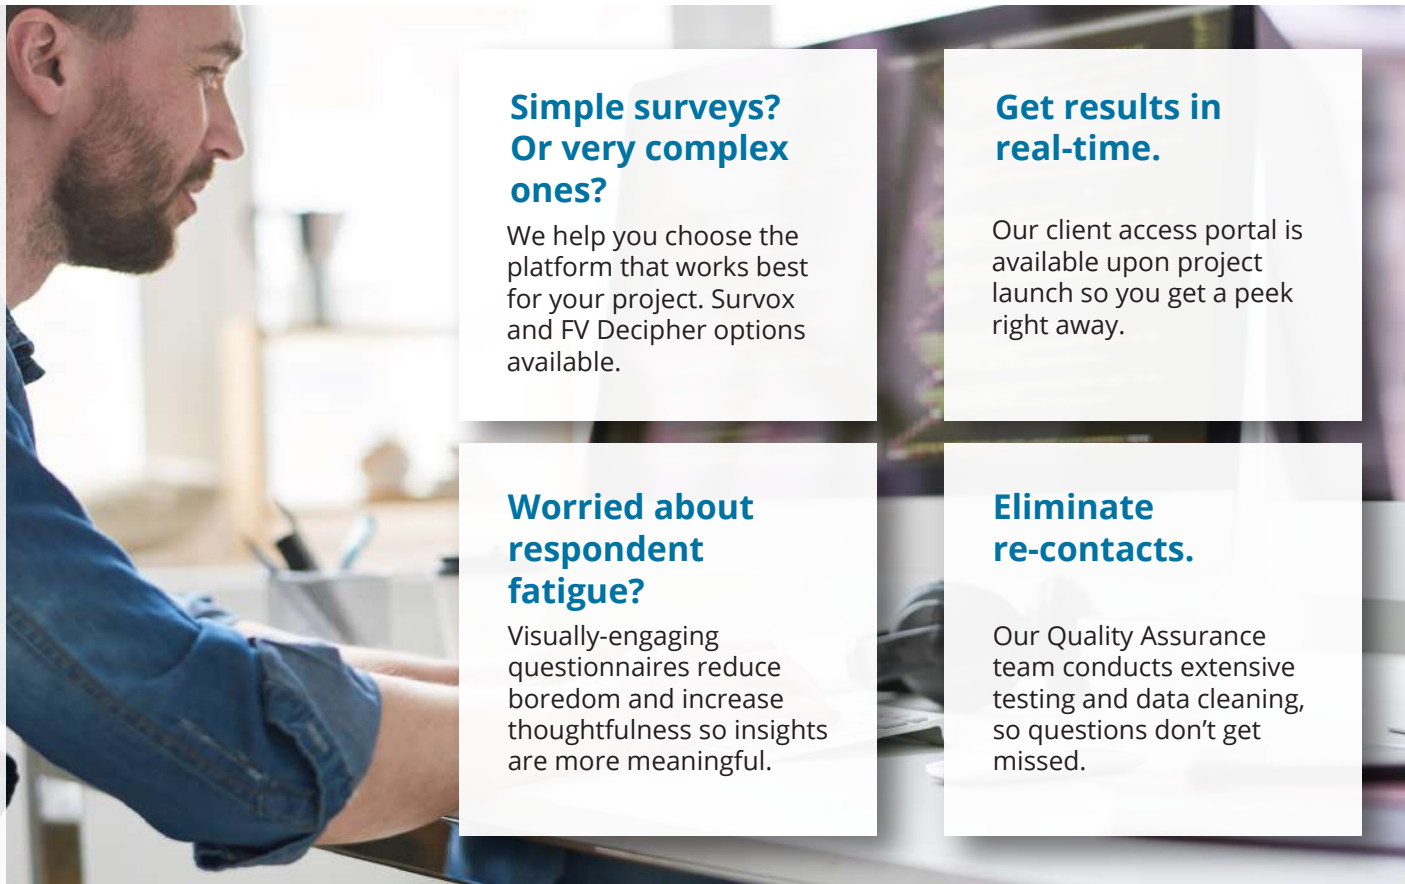 Simple surveys?
Or very complex
ones?
We help you choose the
platform that works best
for your project. Survox
and FV Decipher options
available.
Get results in
real-time.
Our client access portal is
available upon project
launch so you get a peek
right away.
Worried about
respondent
fatigue?
Visually-engaging
questionnaires reduce
boredom and increase
thoughtfulness so insights
are more meaningful.
Eliminate
re-contacts.
Our Quality Assurance
team conducts extensive
testing and data cleaning,
so questions don’t get
missed.